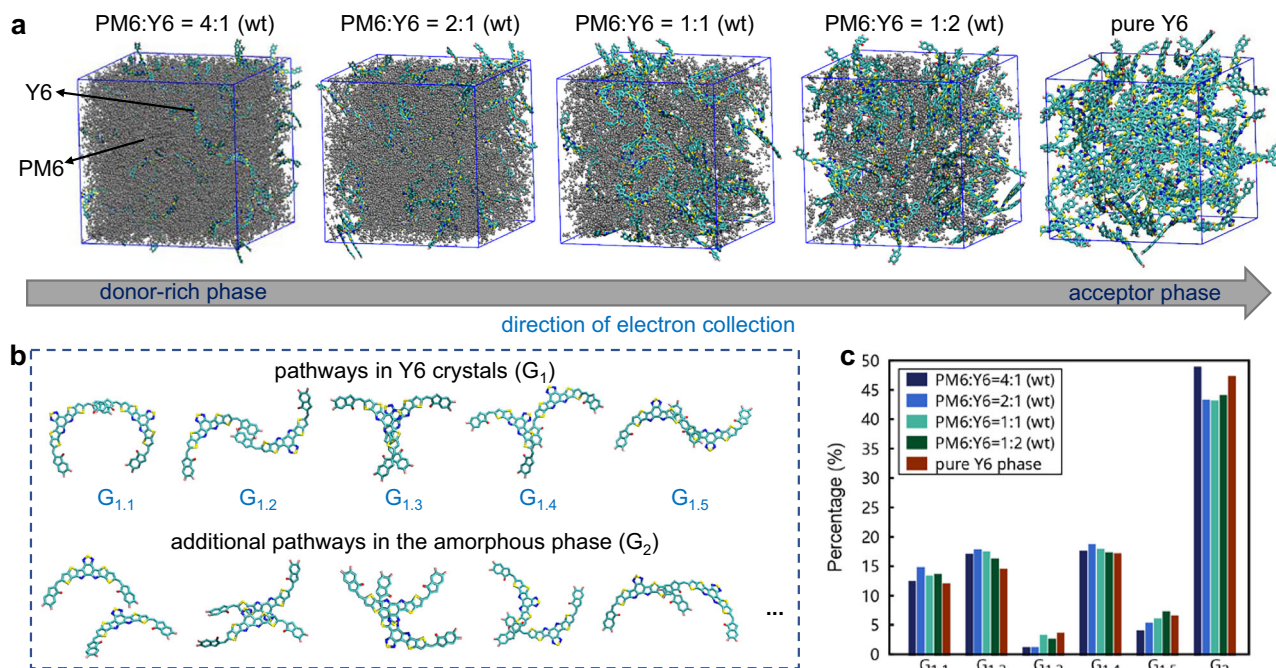 a
PM6:Y6 = 4:1 (wt) PM6:Y6 = 2:1 (wt) PM6:Y6 = 1:1 (wt) PM6:Y6 = 1:2 (wt) pure Y6
Y6
PM6
donor-rich phase acceptor phase
direction of electron collection
b
pathways in Y6 crystals (G1)
G1.1 G1.2 G1.3 G1.4 G1.5
additional pathways in the amorphous phase (G2)
...
c
Percentage (%)
50
45
40
35
30
25
20
15
10
5
0
PM6:Y6=4:1 (wt)
PM6:Y6=2:1 (wt)
PM6:Y6=1:1 (wt)
PM6:Y6=1:2 (wt)
pure Y6 phase